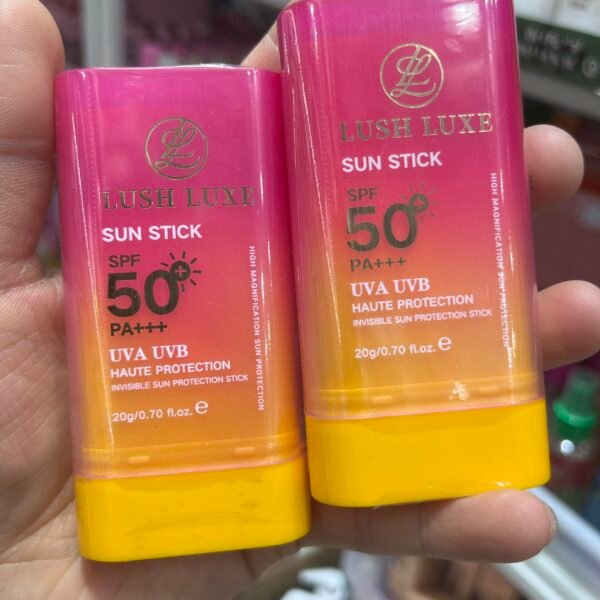 LUSH LUXE
SUN STICK
SPF
50+
PA+++
UVA UVB
HAUTE PROTECTION
INVISIBLE SUN PROTECTION STICK
20g/0.70 fl.oz. e
HIGH MAGNIFICATION SUN PROTECTION
LUSH LUXE
SUN STICK
SPF
50+
PA+++
UVA UVB
HAUTE PROTECTION
INVISIBLE SUN PROTECTION STICK
20g/0.70 fl.oz. e
HIGH MAGNIFICATION SUN PROTECTION